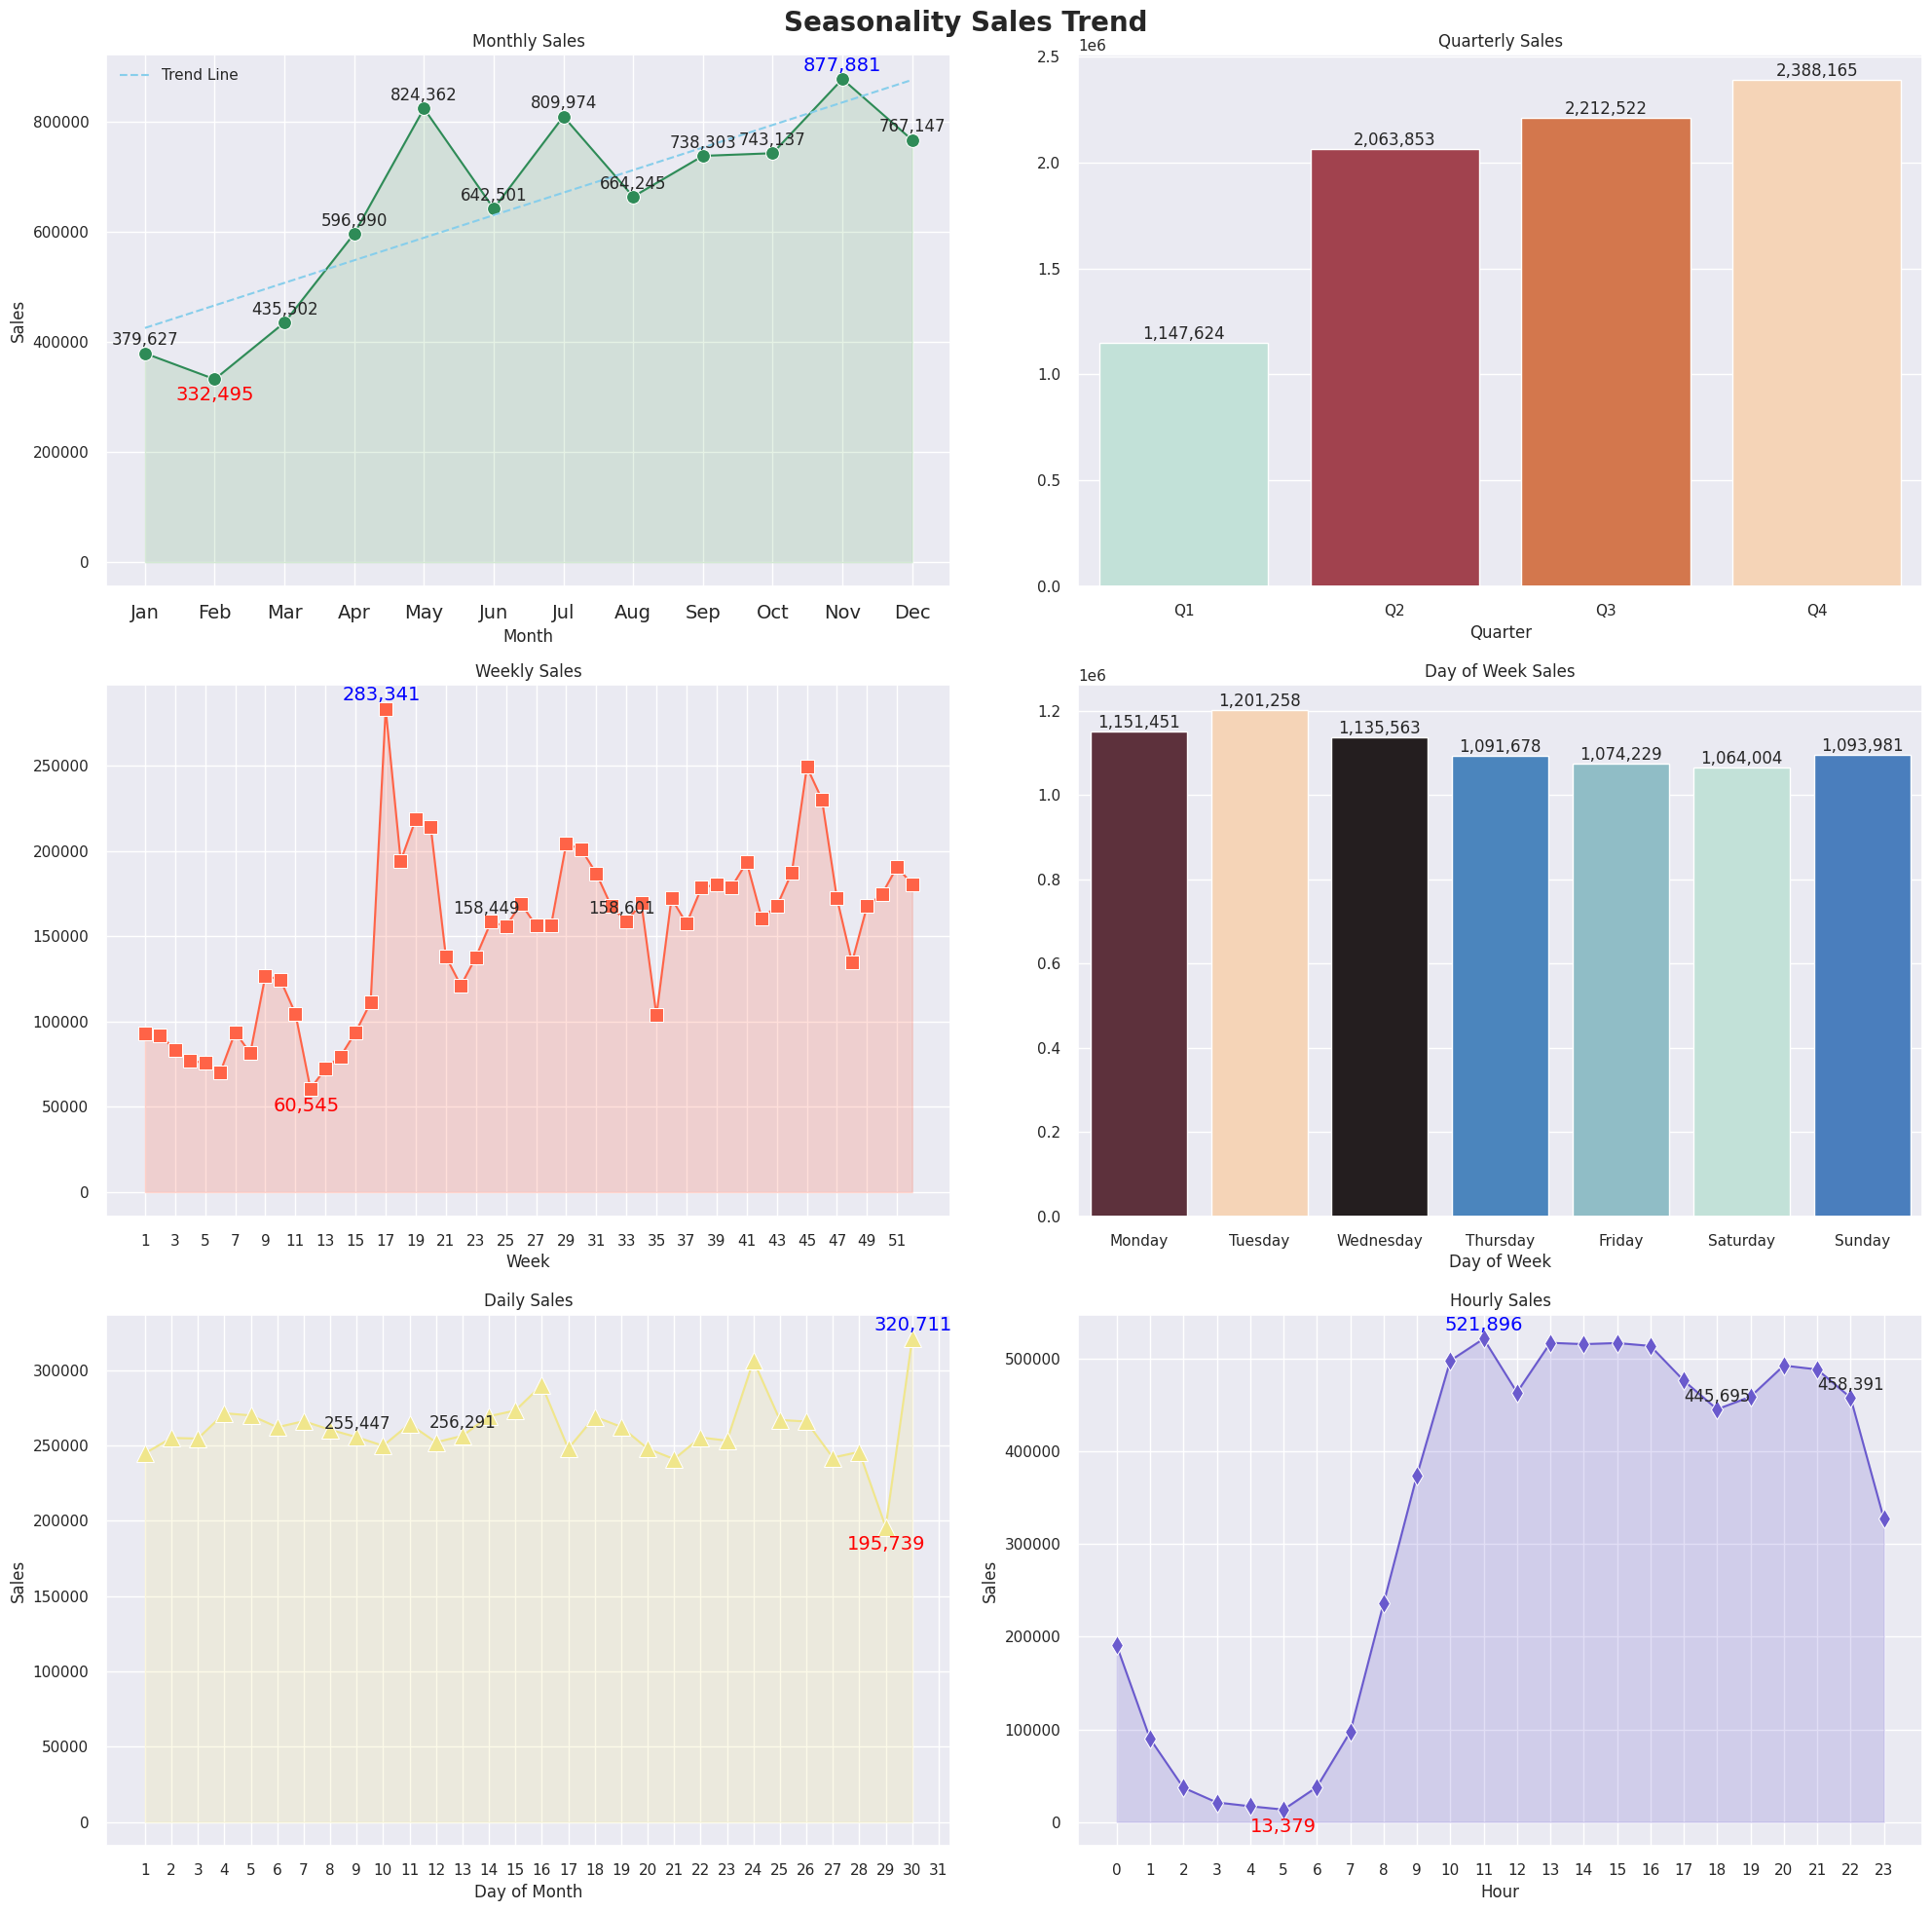 Seasonality Sales Trend
Monthly Sales
Trend Line
877,881
824,362
809,974
767,147
738,303
743,137
664,245
642,501
596,990
435,502
379,627
332,495
800000
600000
400000
200000
0
Sales
Jan Feb Mar Apr May Jun Jul Aug Sep Oct Nov Dec
Month
Quarterly Sales
1e6
2.5
2.0
1.5
1.0
0.5
0.0
1,147,624
2,063,853
2,212,522
2,388,165
Q1 Q2 Q3 Q4
Quarter
Weekly Sales
283,341
158,449
158,601
60,545
250000
200000
150000
100000
50000
0
1 3 5 7 9 11 13 15 17 19 21 23 25 27 29 31 33 35 37 39 41 43 45 47 49 51
Week
Day of Week Sales
1e6
1.2
1.0
0.8
0.6
0.4
0.2
0.0
1,151,451
1,201,258
1,135,563
1,091,678
1,074,229
1,064,004
1,093,981
Monday Tuesday Wednesday Thursday Friday Saturday Sunday
Day of Week
Daily Sales
320,711
255,447
256,291
195,739
300000
250000
200000
150000
100000
50000
0
Sales
1 2 3 4 5 6 7 8 9 10 11 12 13 14 15 16 17 18 19 20 21 22 23 24 25 26 27 28 29 30 31
Day of Month
Hourly Sales
521,896
445,695
458,391
13,379
500000
400000
300000
200000
100000
0
Sales
0 1 2 3 4 5 6 7 8 9 10 11 12 13 14 15 16 17 18 19 20 21 22 23
Hour